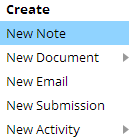 Create
New Note
New Document
New Email
New Submission
New Activity